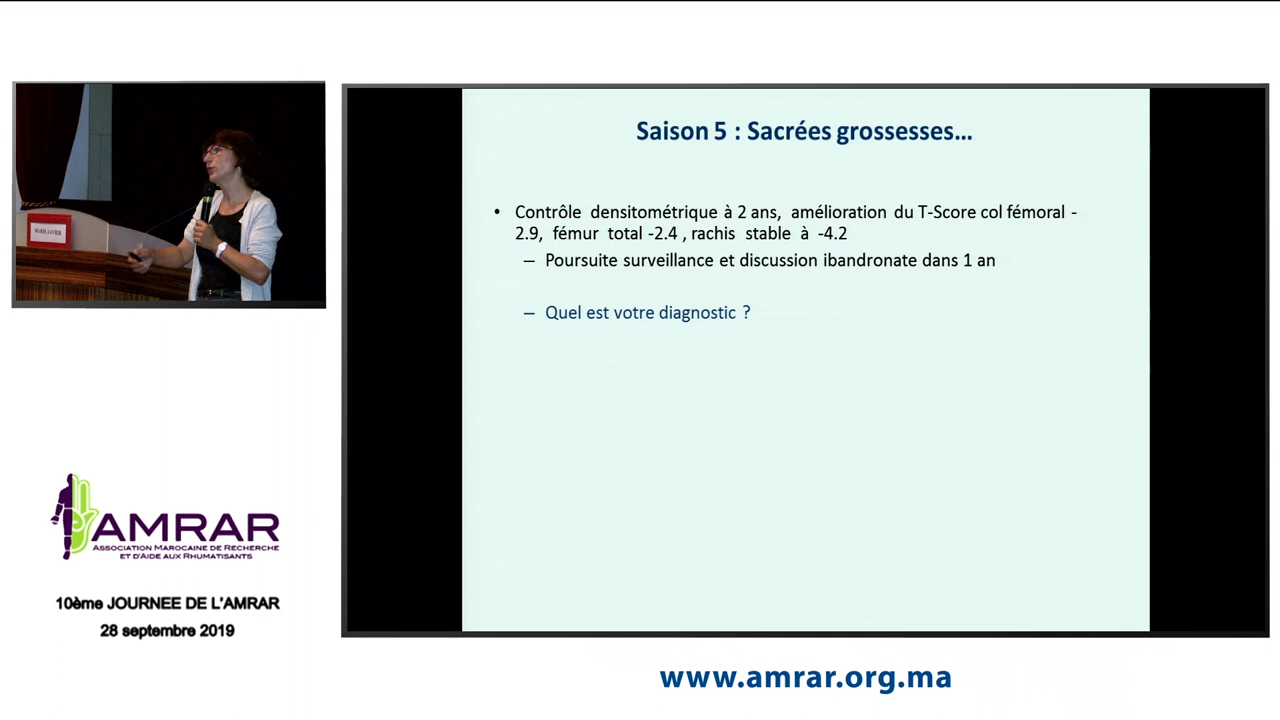 Saison 5 : Sacrées grossesses...
• Contrôle densitométrique à 2 ans, amélioration du T-Score col fémoral -
2.9, fémur total -2.4 , rachis stable à -4.2
– Poursuite surveillance et discussion ibandronate dans 1 an
– Quel est votre diagnostic ?
MARIE JANVIER
AMRAR
ASSOCIATION MAROCAINE DE RECHERCHE
ET D'AIDE AUX RHUMATISANTS
10ème JOURNEE DE L'AMRAR
28 septembre 2019
www.amrar.org.ma